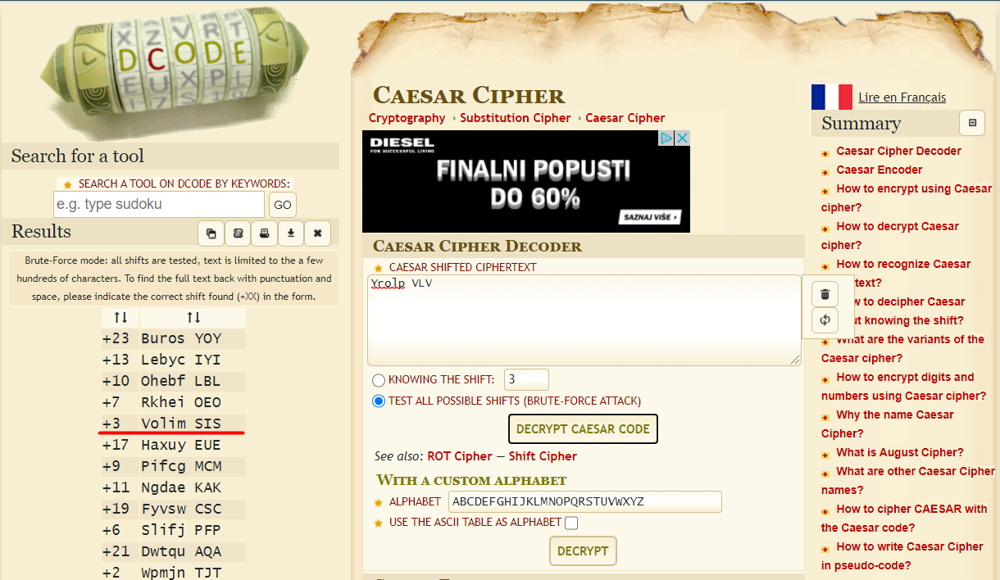 DCODE
Search for a tool
SEARCH A TOOL ON DCODE BY KEYWORDS:
e.g. type sudoku
GO
Results
Brute-Force mode: all shifts are tested, text is limited to the a few
hundreds of characters. To find the full text back with punctuation and
space, please indicate the correct shift found (+XX) in the form.
↑↓ ↑↓
+23 Buros YOY
+13 Lebyc IYI
+10 Ohebf LBL
+7 Rkhei OEO
+3 Volim SIS
+17 Haxuy EUE
+9 Pifcg MCM
+11 Ngdae KAK
+19 Fyvsw CSC
+6 Slifj PFP
+21 Dwtqu AQA
+2 Wpmjn TJT
CAESAR CIPHER
Cryptography › Substitution Cipher › Caesar Cipher
DIESEL
FOR SUCCESSFUL LIVING
FINALNI POPUSTI
DO 60%
SAZNAJ VIŠE ›
CAESAR CIPHER DECODER
CAESAR SHIFTED CIPHERTEXT
Yrolp VLV
KNOWING THE SHIFT: 3
TEST ALL POSSIBLE SHIFTS (BRUTE-FORCE ATTACK)
DECRYPT CAESAR CODE
See also: ROT Cipher — Shift Cipher
WITH A CUSTOM ALPHABET
ALPHABET ABCDEFGHIJKLMNOPQRSTUVWXYZ
USE THE ASCII TABLE AS ALPHABET
DECRYPT
Lire en Français
Summary
Caesar Cipher Decoder
Caesar Encoder
How to encrypt using Caesar
cipher?
How to decrypt Caesar
cipher?
How to recognize Caesar
text?
w to decipher Caesar
ut knowing the shift?
What are the variants of the
Caesar cipher?
How to encrypt digits and
numbers using Caesar cipher?
Why the name Caesar
Cipher?
What is August Cipher?
What are other Caesar Cipher
names?
How to cipher CAESAR with
the Caesar code?
How to write Caesar Cipher
in pseudo-code?